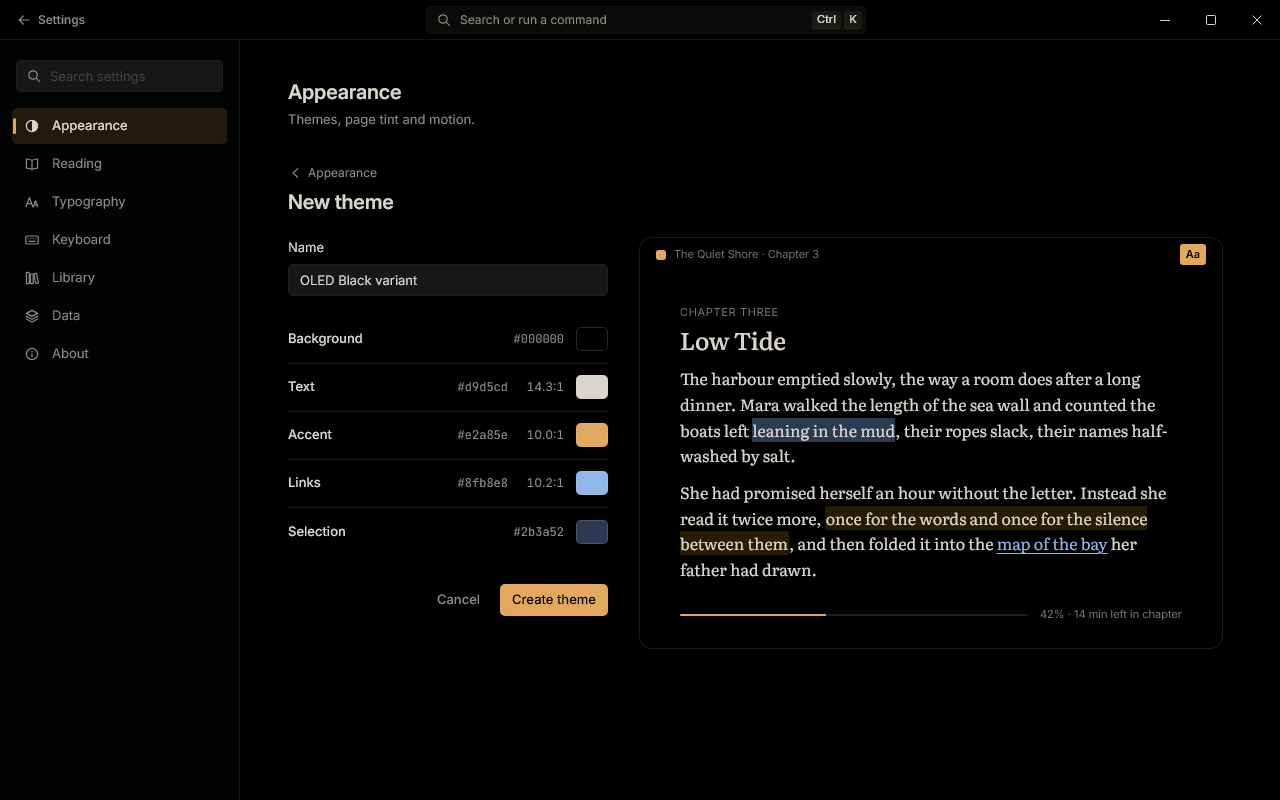 Settings
Search or run a command
Ctrl K
Search settings
Appearance
Reading
Typography
Keyboard
Library
Data
About
Appearance
Themes, page tint and motion.
Appearance
New theme
Name
OLED Black variant
Background #000000
Text #d9d5cd 14.3:1
Accent #e2a85e 10.0:1
Links #8fb8e8 10.2:1
Selection #2b3a52
Cancel
Create theme
The Quiet Shore · Chapter 3
Aa
CHAPTER THREE
Low Tide
The harbour emptied slowly, the way a room does after a long
dinner. Mara walked the length of the sea wall and counted the
boats left leaning in the mud, their ropes slack, their names half-
washed by salt.
She had promised herself an hour without the letter. Instead she
read it twice more, once for the words and once for the silence
between them, and then folded it into the map of the bay her
father had drawn.
42% · 14 min left in chapter